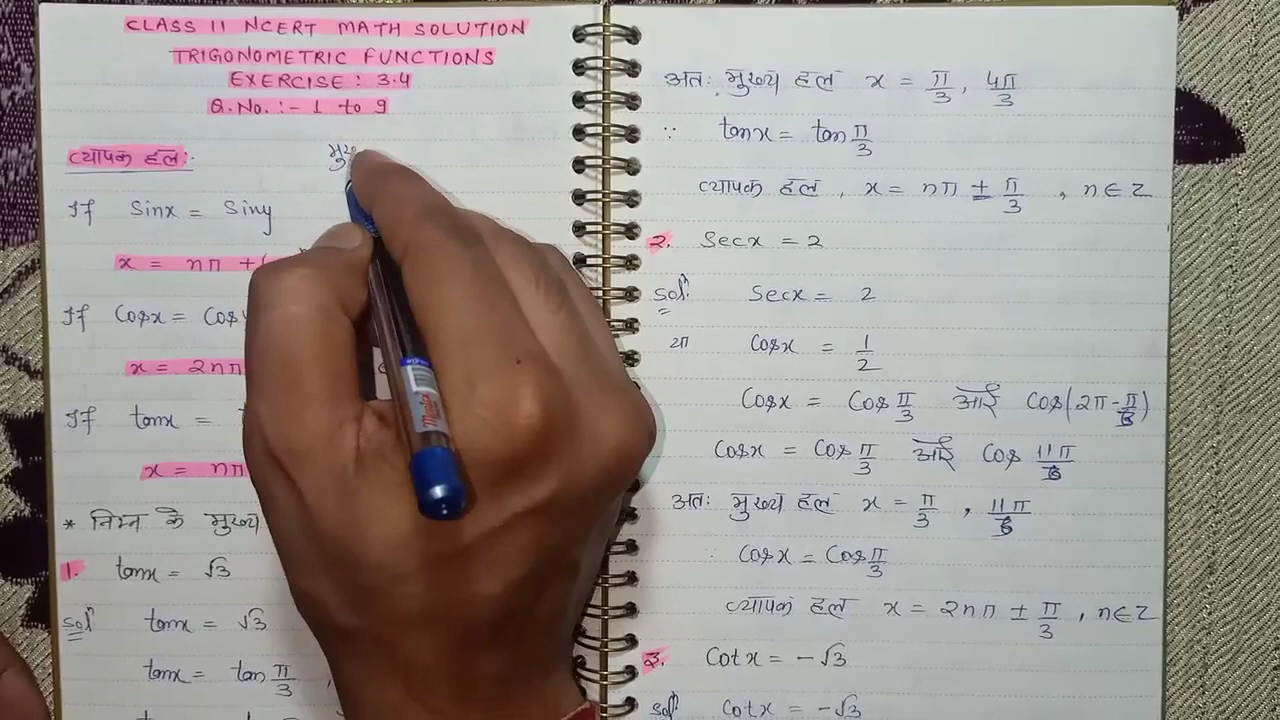 CLASS 11 NCERT MATH SOLUTION
TRIGONOMETRIC FUNCTIONS
EXERCISE : 3.4
Q.No. :- 1 to 9
व्यापक हल :-
If Sinx = Siny
x = nπ +
If Cosx = Cos
x = 2nπ
If tanx =
x = nπ
* निम्न के मुख्य
1. tanx = √3
Sol tanx = √3
tanx = tan π/3
अतः मुख्य हल x = π/3, 4π/3
∵ tanx = tan π/3
व्यापक हल, x = nπ ± π/3, n∈Z
2. Secx = 2
Sol. Secx = 2
या Cosx = 1/2
Cosx = Cos π/3 और Cos(2π - π/6)
Cosx = Cos π/3 और Cos 11π/6
अतः मुख्य हल x = π/3, 11π/6
Cosx = Cos π/3
व्यापक हल x = 2nπ ± π/3, n∈Z
3. Cotx = -√3
Sol. Cotx = -√3